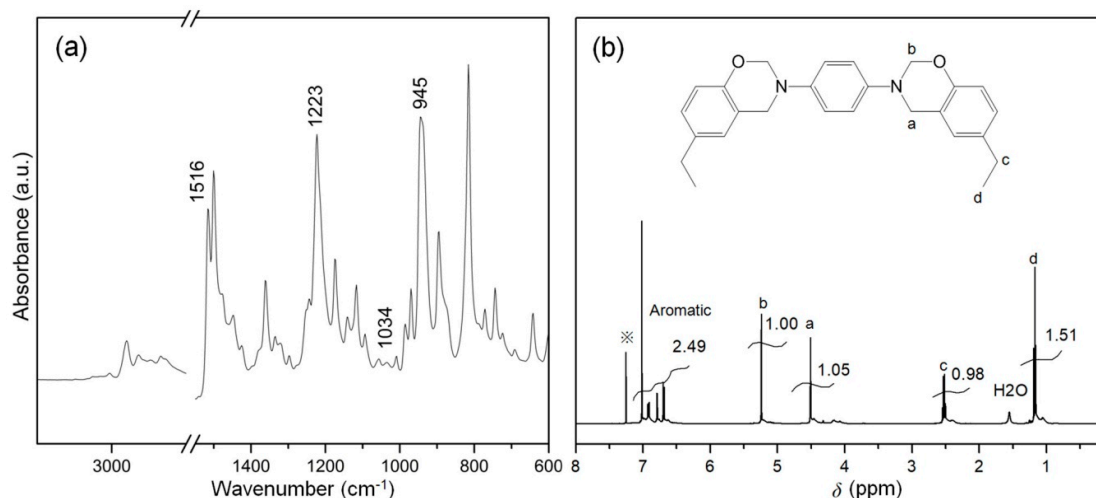 (a)
1516
1223
1034
945
Absorbance (a.u.)
3000
1400
1200
1000
800
600
Wavenumber (cm-1)
(b)
b
O
O
N
N
a
c
d
※
Aromatic
2.49
b
1.00
a
1.05
c
0.98
H2O
d
1.51
8
7
6
5
4
3
2
1
δ (ppm)